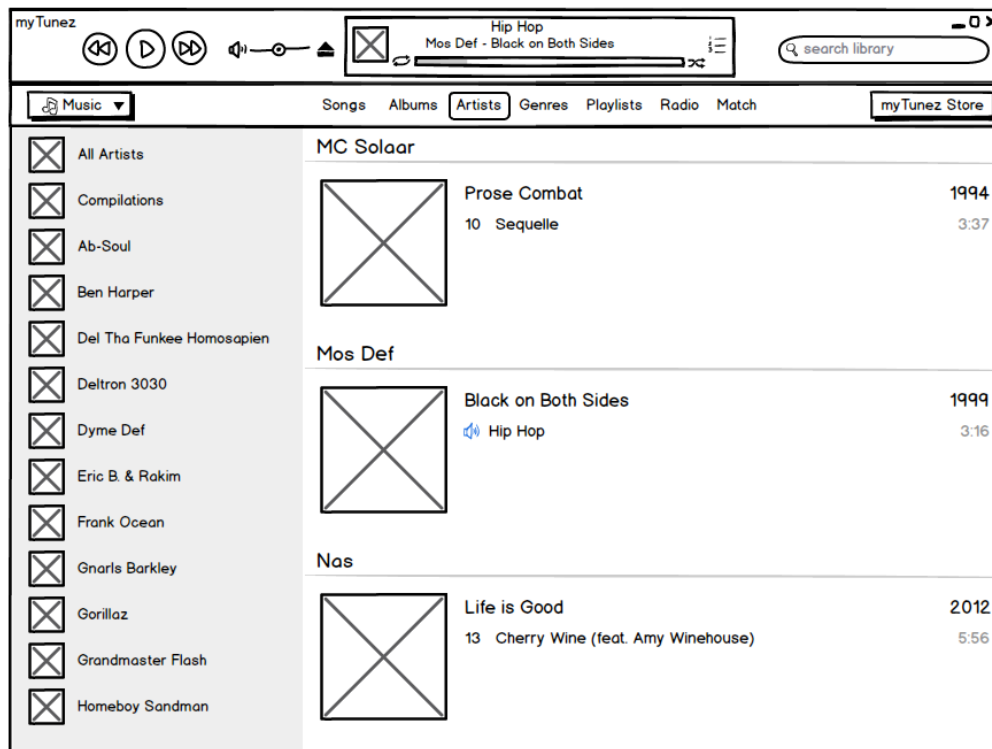 myTunez
Hip Hop
Mos Def - Black on Both Sides
search library
Music
Songs Albums Artists Genres Playlists Radio Match
myTunez Store
All Artists
Compilations
Ab-Soul
Ben Harper
Del Tha Funkee Homosapien
Deltron 3030
Dyme Def
Eric B. & Rakim
Frank Ocean
Gnarls Barkley
Gorillaz
Grandmaster Flash
Homeboy Sandman
MC Solaar
Prose Combat 1994
10 Sequelle 3:37
Mos Def
Black on Both Sides 1999
Hip Hop 3:16
Nas
Life is Good 2012
13 Cherry Wine (feat. Amy Winehouse) 5:56